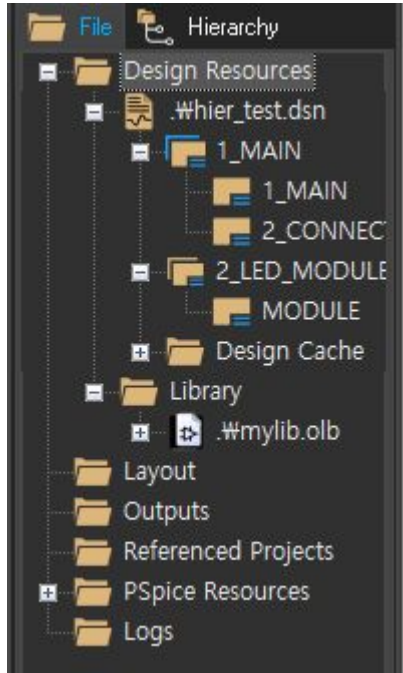 File Hierarchy
Design Resources
.₩hier_test.dsn
1_MAIN
1_MAIN
2_CONNEC
2_LED_MODULE
MODULE
Design Cache
Library
.₩mylib.olb
Layout
Outputs
Referenced Projects
PSpice Resources
Logs